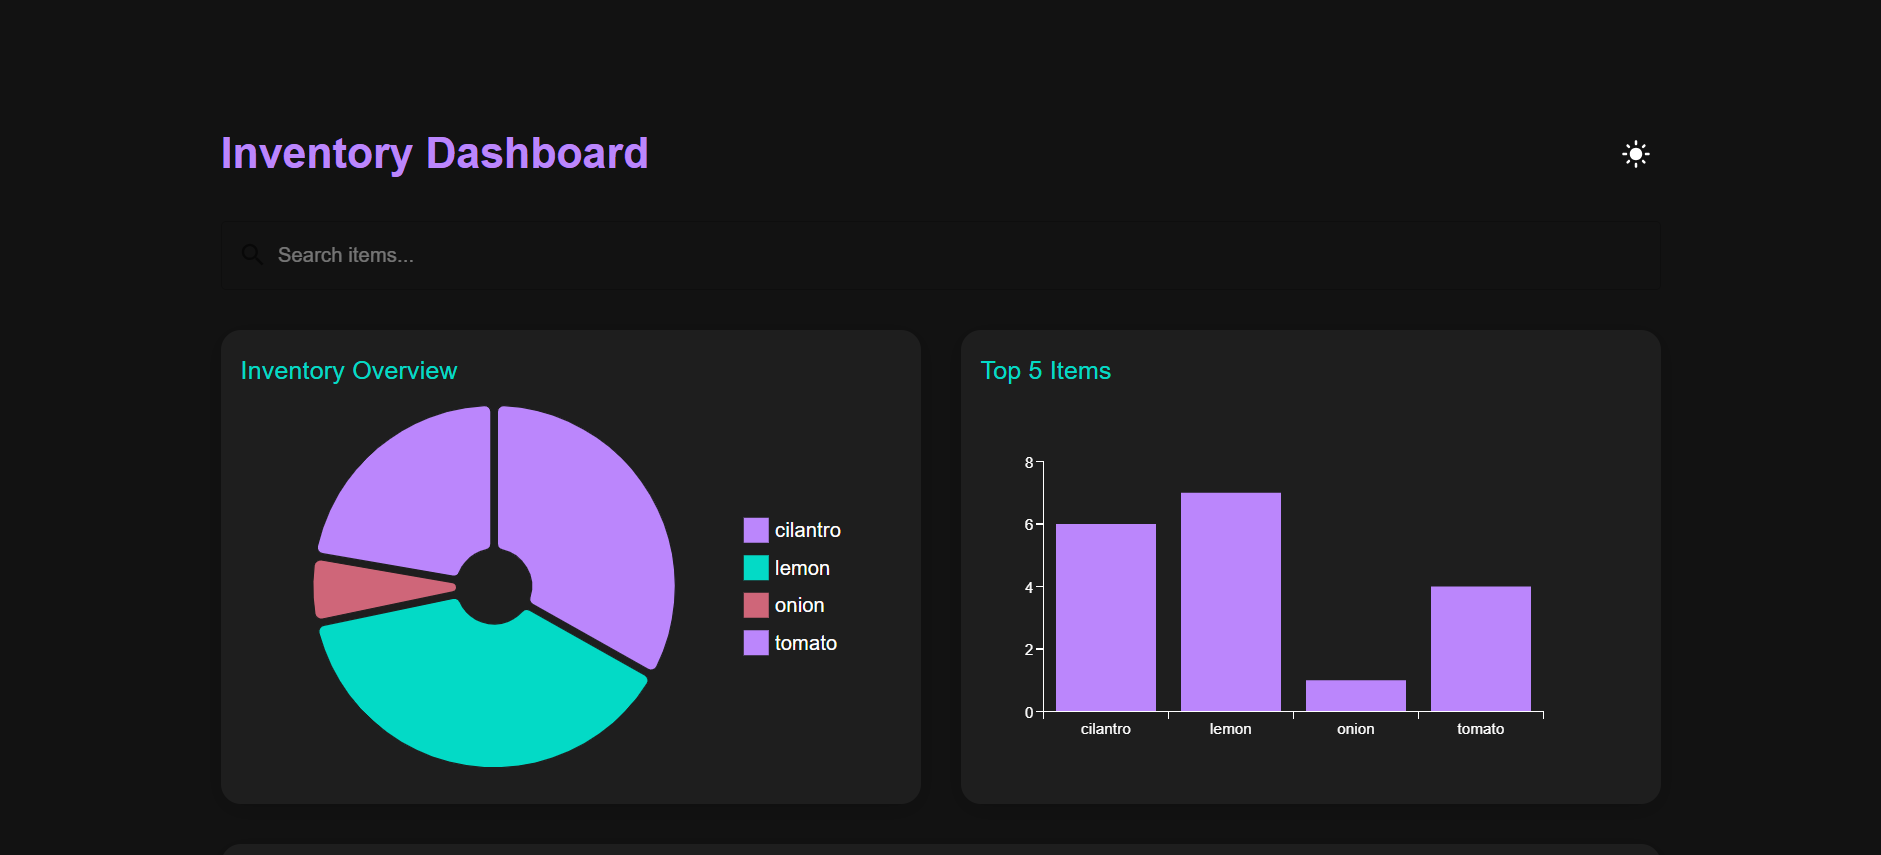 Inventory Dashboard
Search items...
Inventory Overview
cilantro
lemon
onion
tomato
Top 5 Items
8
6
4
2
0
cilantro lemon onion tomato